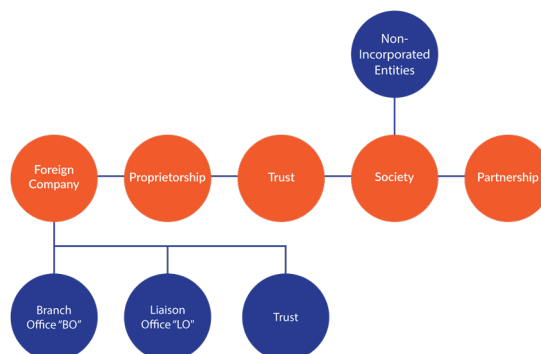 Non-
Incorporated
Entities
Foreign
Company
Proprietorship
Trust
Society
Partnership
Branch
Office "BO"
Liaison
Office "LO"
Trust